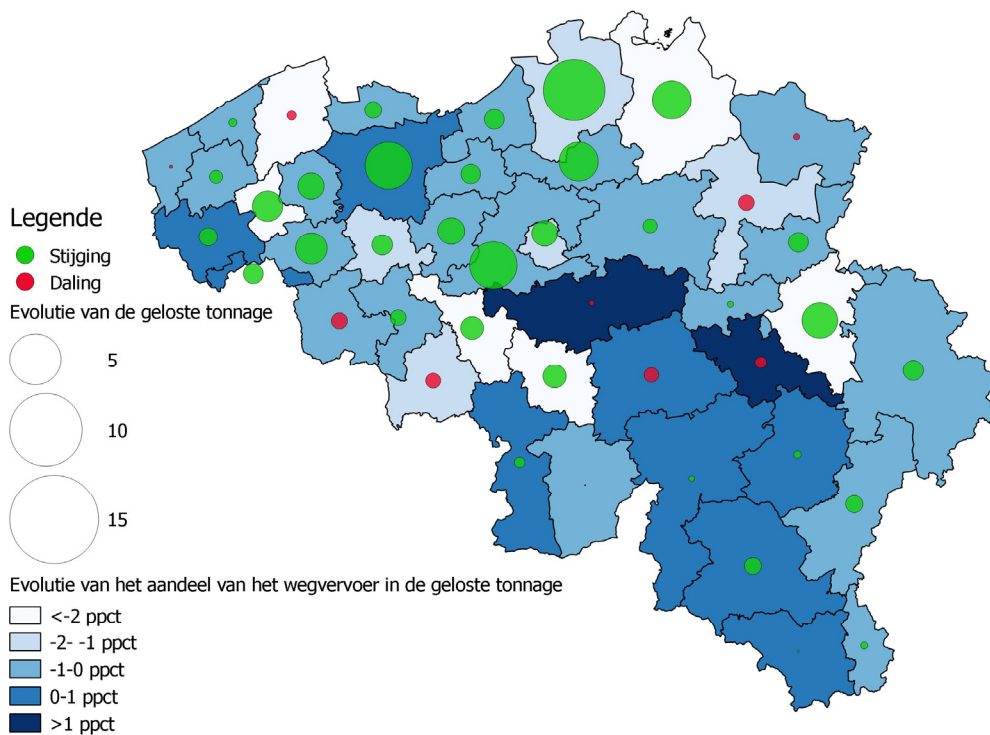 Legende
Stijging
Daling
Evolutie van de geloste tonnage
5
10
15
Evolutie van het aandeel van het wegvervoer in de geloste tonnage
<-2 ppct
-2- -1 ppct
-1-0 ppct
0-1 ppct
>1 ppct